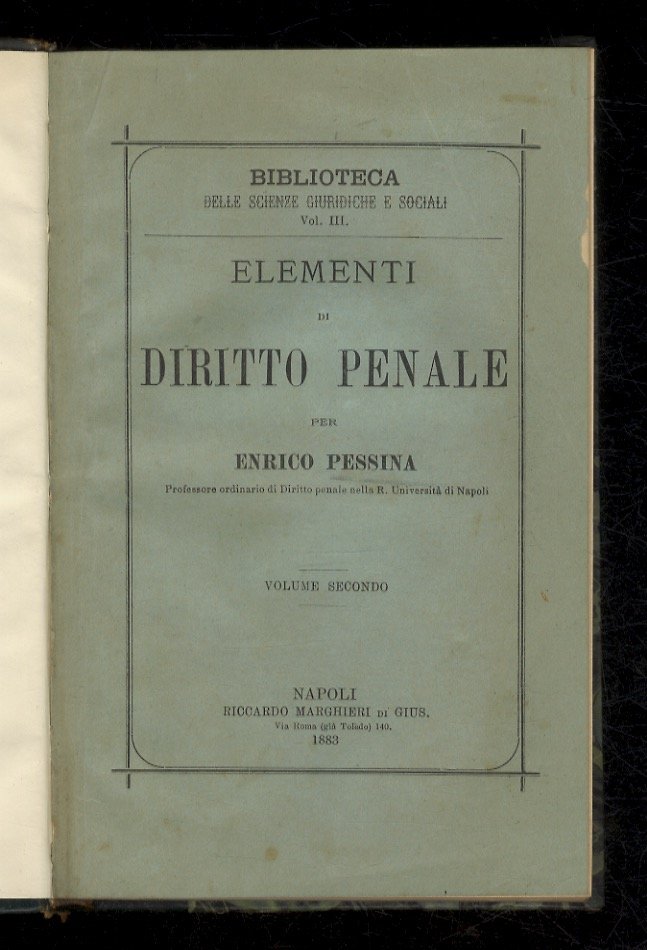 BIBLIOTECA
DELLE SCIENZE GIURIDICHE E SOCIALI
Vol. III.
ELEMENTI
DI
DIRITTO PENALE
PER
ENRICO PESSINA
Professore ordinario di Diritto penale nella R. Università di Napoli
VOLUME SECONDO
NAPOLI
RICCARDO MARGHIERI DI GIUS.
Via Roma (già Toledo) 140.
1883